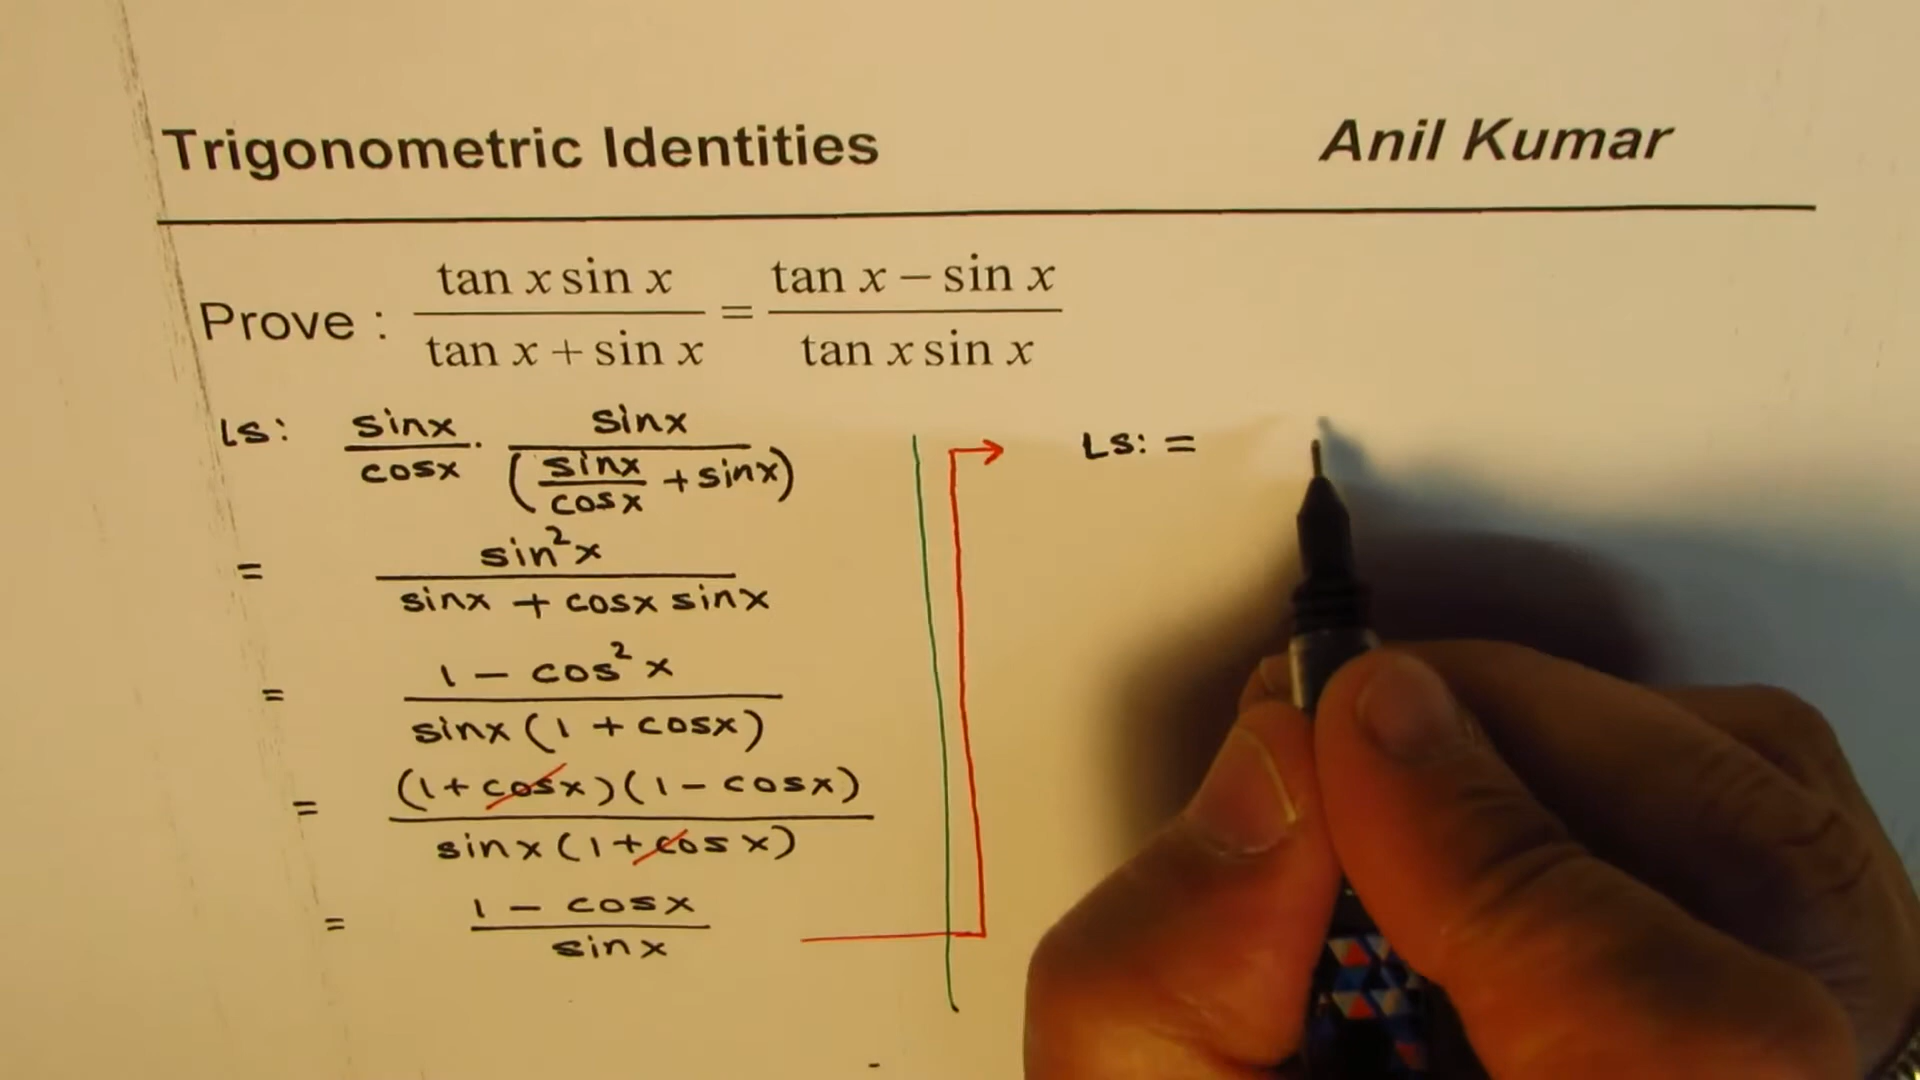 Trigonometric Identities
Anil Kumar
Prove : tan x sin x / tan x + sin x = tan x − sin x / tan x sin x
LS: sinx / cosx · sinx / (sinx / cosx + sinx)
= sin²x / sinx + cosx sinx
= 1 − cos²x / sinx (1 + cosx)
= (1 + cosx)(1 − cosx) / sinx (1 + cosx)
= 1 − cosx / sinx
LS: =